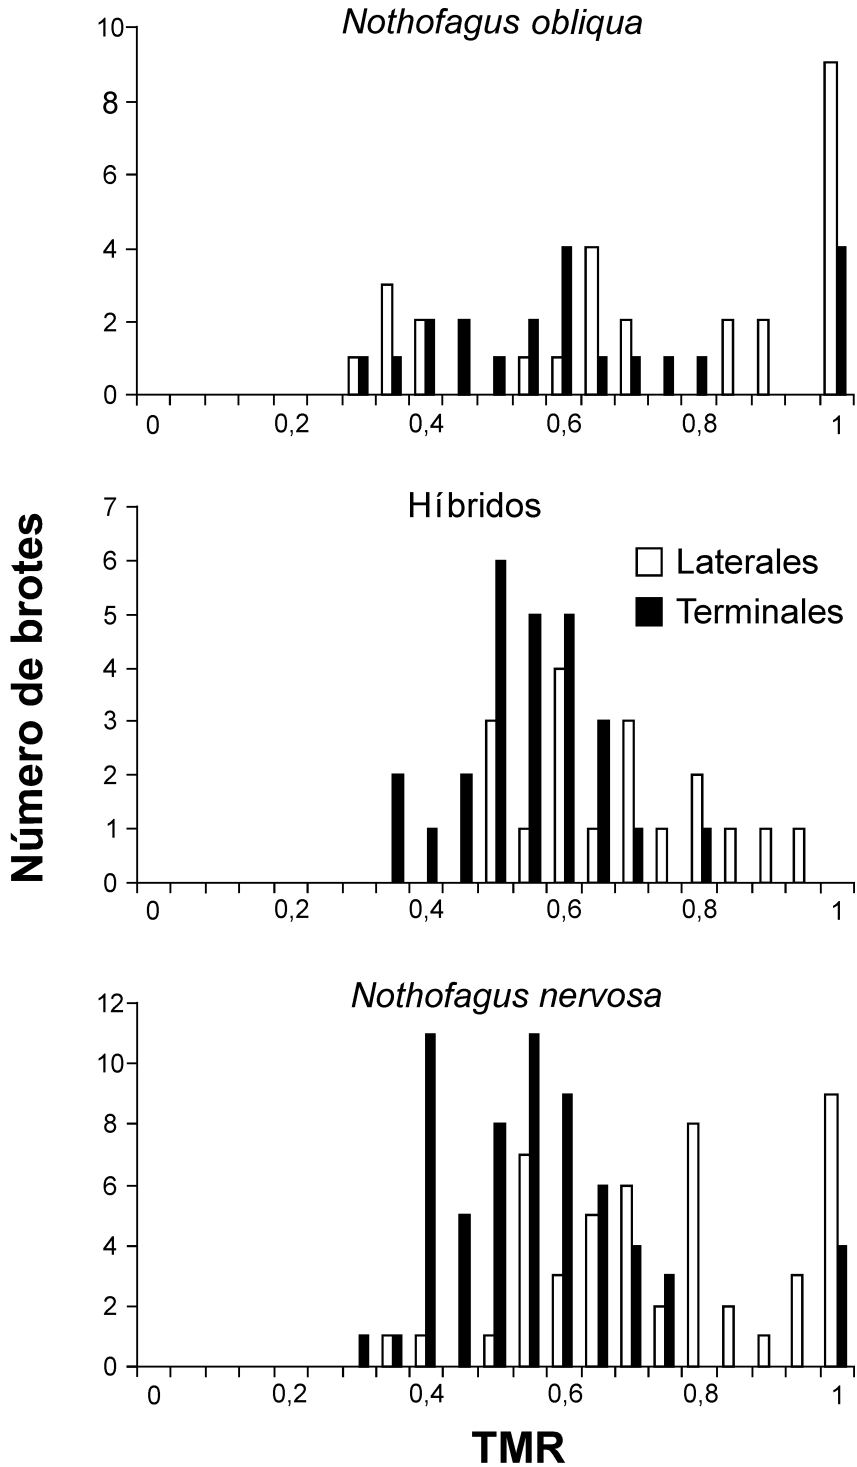 Nothofagus obliqua
10
8
6
4
2
0
0 0,2 0,4 0,6 0,8 1
Número de brotes
Híbridos
7
6
5
4
3
2
1
0
Laterales
Terminales
0 0,2 0,4 0,6 0,8 1
Nothofagus nervosa
12
10
8
6
4
2
0
0 0,2 0,4 0,6 0,8 1
TMR